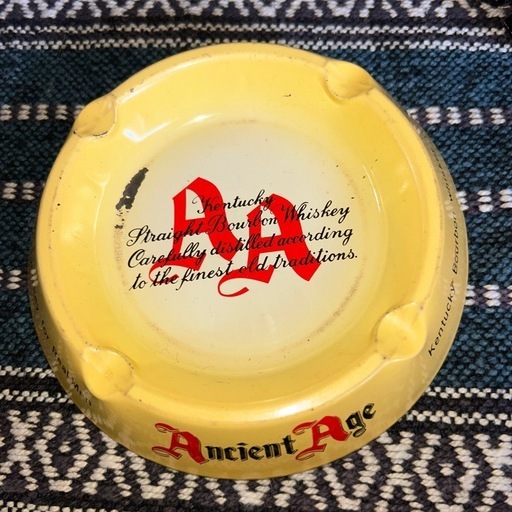 AA
Kentucky
Straight Bourbon Whiskey
Carefully distilled according
to the finest old traditions.
Ancient Age
Kentucky Bourbon